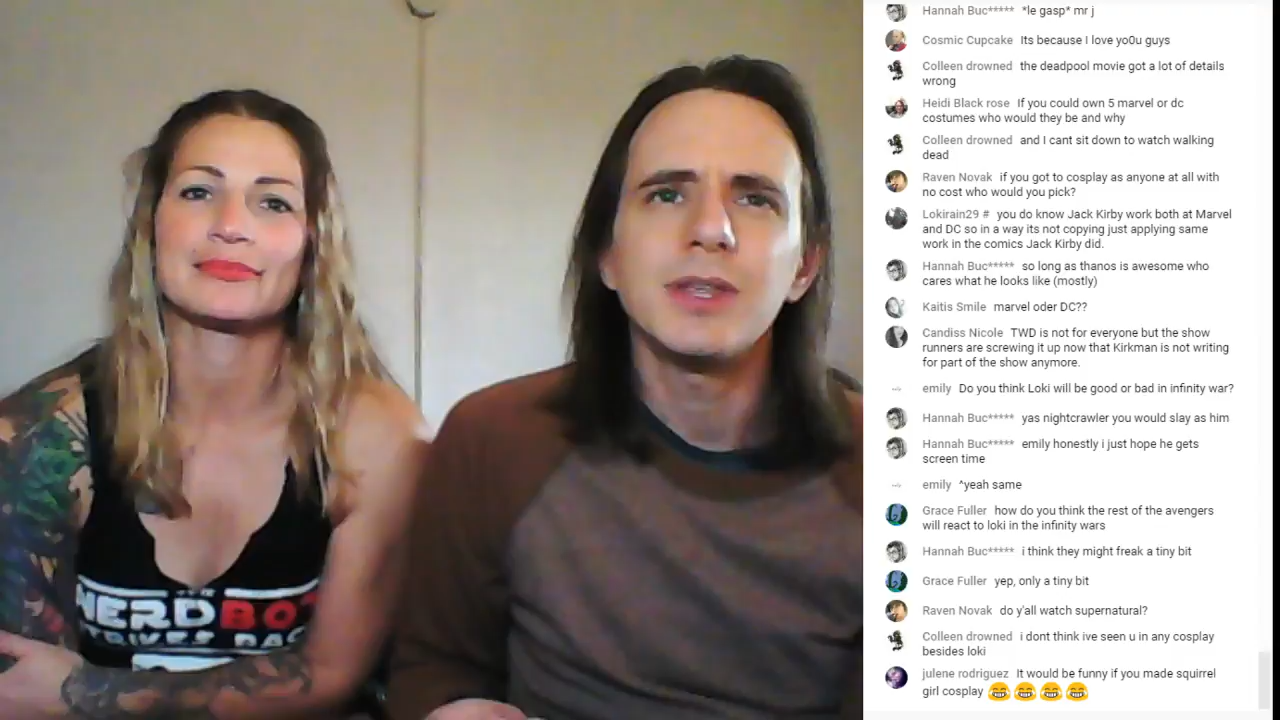 NERDBO
STRIKES BAC
Hannah Buc***** *le gasp* mr j
Cosmic Cupcake Its because I love yo0u guys
Colleen drowned the deadpool movie got a lot of details
wrong
Heidi Black rose If you could own 5 marvel or dc
costumes who would they be and why
Colleen drowned and I cant sit down to watch walking
dead
Raven Novak if you got to cosplay as anyone at all with
no cost who would you pick?
Lokirain29 # you do know Jack Kirby work both at Marvel
and DC so in a way its not copying just applying same
work in the comics Jack Kirby did.
Hannah Buc***** so long as thanos is awesome who
cares what he looks like (mostly)
Kaitis Smile marvel oder DC??
Candiss Nicole TWD is not for everyone but the show
runners are screwing it up now that Kirkman is not writing
for part of the show anymore.
emily Do you think Loki will be good or bad in infinity war?
Hannah Buc***** yas nightcrawler you would slay as him
Hannah Buc***** emily honestly i just hope he gets
screen time
emily ^yeah same
Grace Fuller how do you think the rest of the avengers
will react to loki in the infinity wars
Hannah Buc***** i think they might freak a tiny bit
Grace Fuller yep, only a tiny bit
Raven Novak do y'all watch supernatural?
Colleen drowned i dont think ive seen u in any cosplay
besides loki
julene rodriguez It would be funny if you made squirrel
girl cosplay 😂 😂 😂 😂